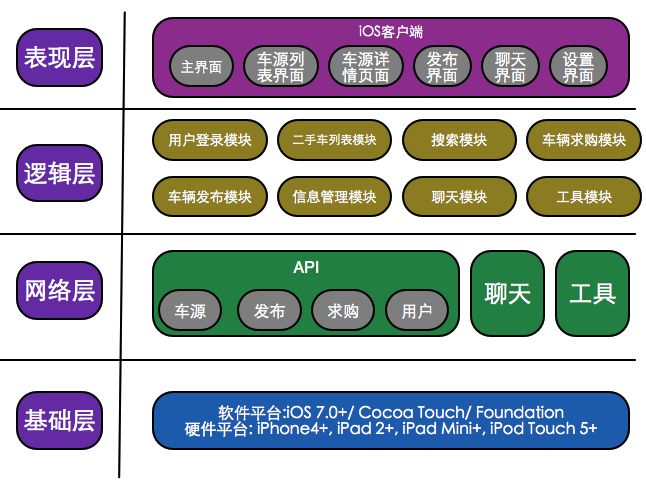 表现层
iOS客户端
主界面
车源列
表界面
车源详
情页面
发布
界面
聊天
界面
设置
界面
逻辑层
用户登录模块
二手车列表模块
搜索模块
车辆求购模块
车辆发布模块
信息管理模块
聊天模块
工具模块
网络层
API
车源
发布
求购
用户
聊天
工具
基础层
软件平台:iOS 7.0+/ Cocoa Touch/ Foundation
硬件平台: iPhone4+, iPad 2+, iPad Mini+, iPod Touch 5+